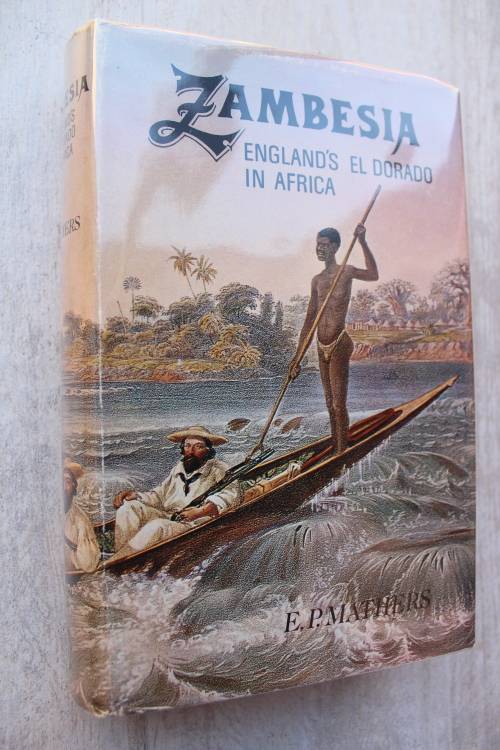 ZAMBESIA
ENGLAND'S EL DORADO
IN AFRICA
E.P.MATHERS